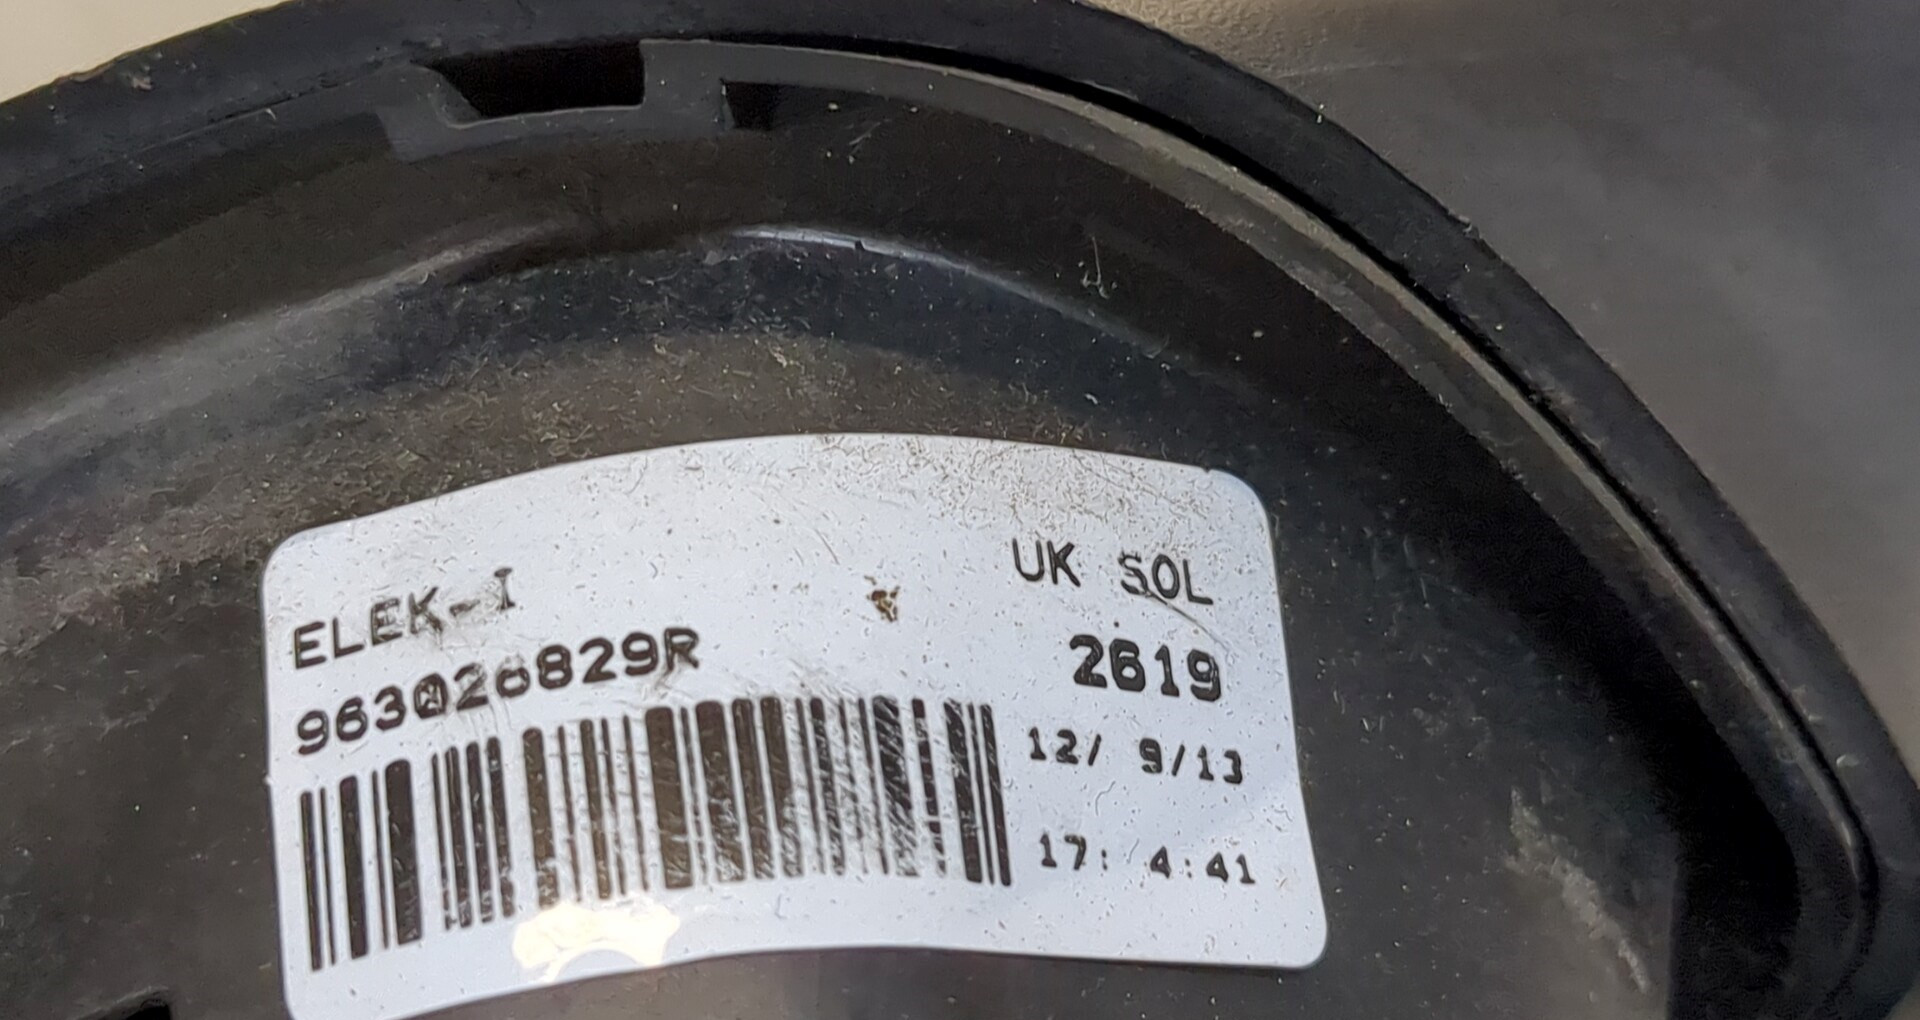 ELEK-I
UK SOL
963026829R
2619
12/ 9/13
17: 4:41